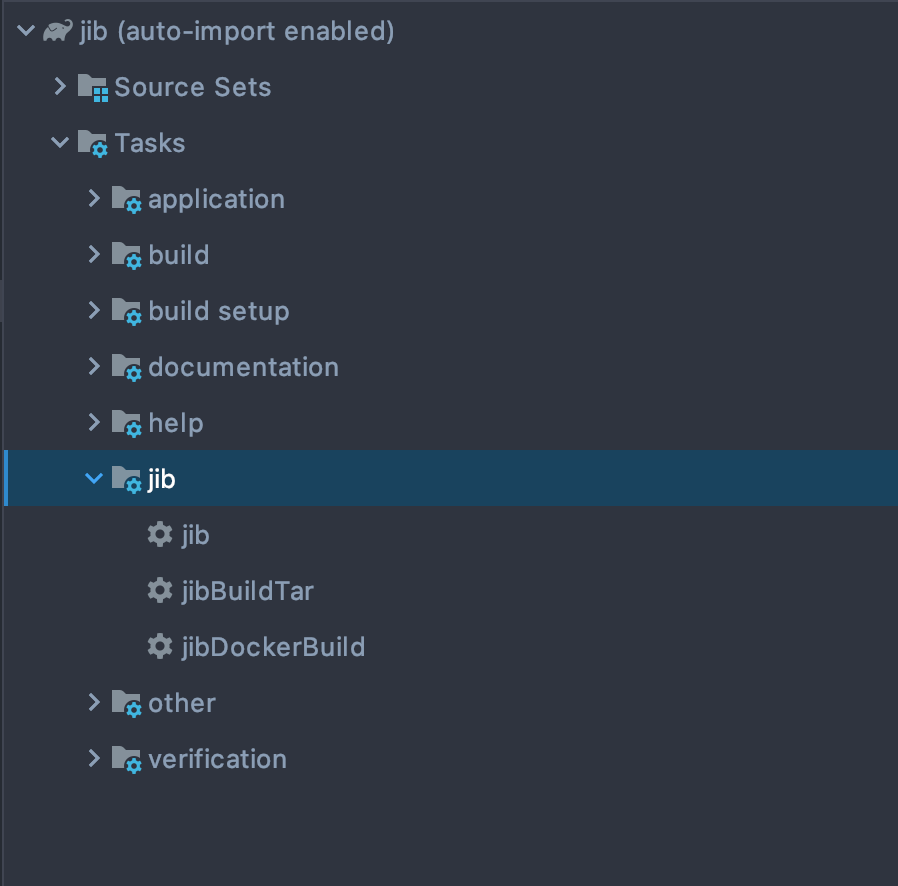 jib (auto-import enabled)
Source Sets
Tasks
application
build
build setup
documentation
help
jib
jib
jibBuildTar
jibDockerBuild
other
verification